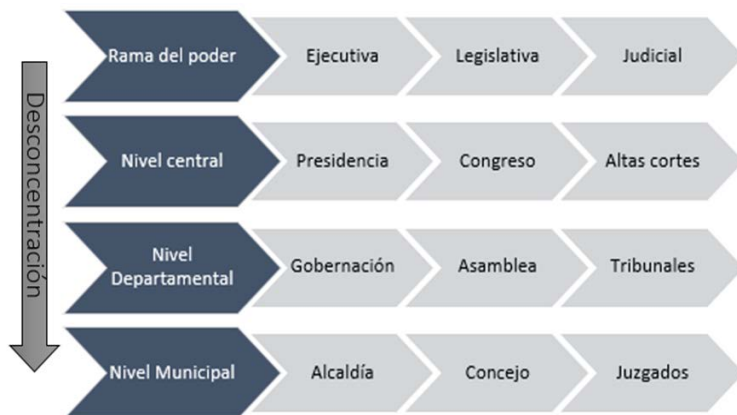 Desconcentración
Rama del poder
Ejecutiva
Legislativa
Judicial
Nivel central
Presidencia
Congreso
Altas cortes
Nivel
Departamental
Gobernación
Asamblea
Tribunales
Nivel Municipal
Alcaldía
Concejo
Juzgados